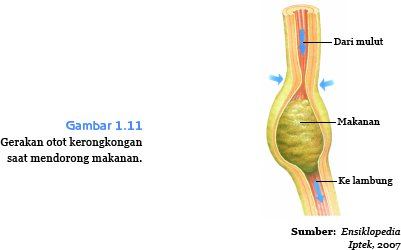 Dari mulut
Gambar 1.11
Gerakan otot kerongkongan
saat mendorong makanan.
Makanan
Ke lambung
Sumber: Ensiklopedia
Iptek, 2007